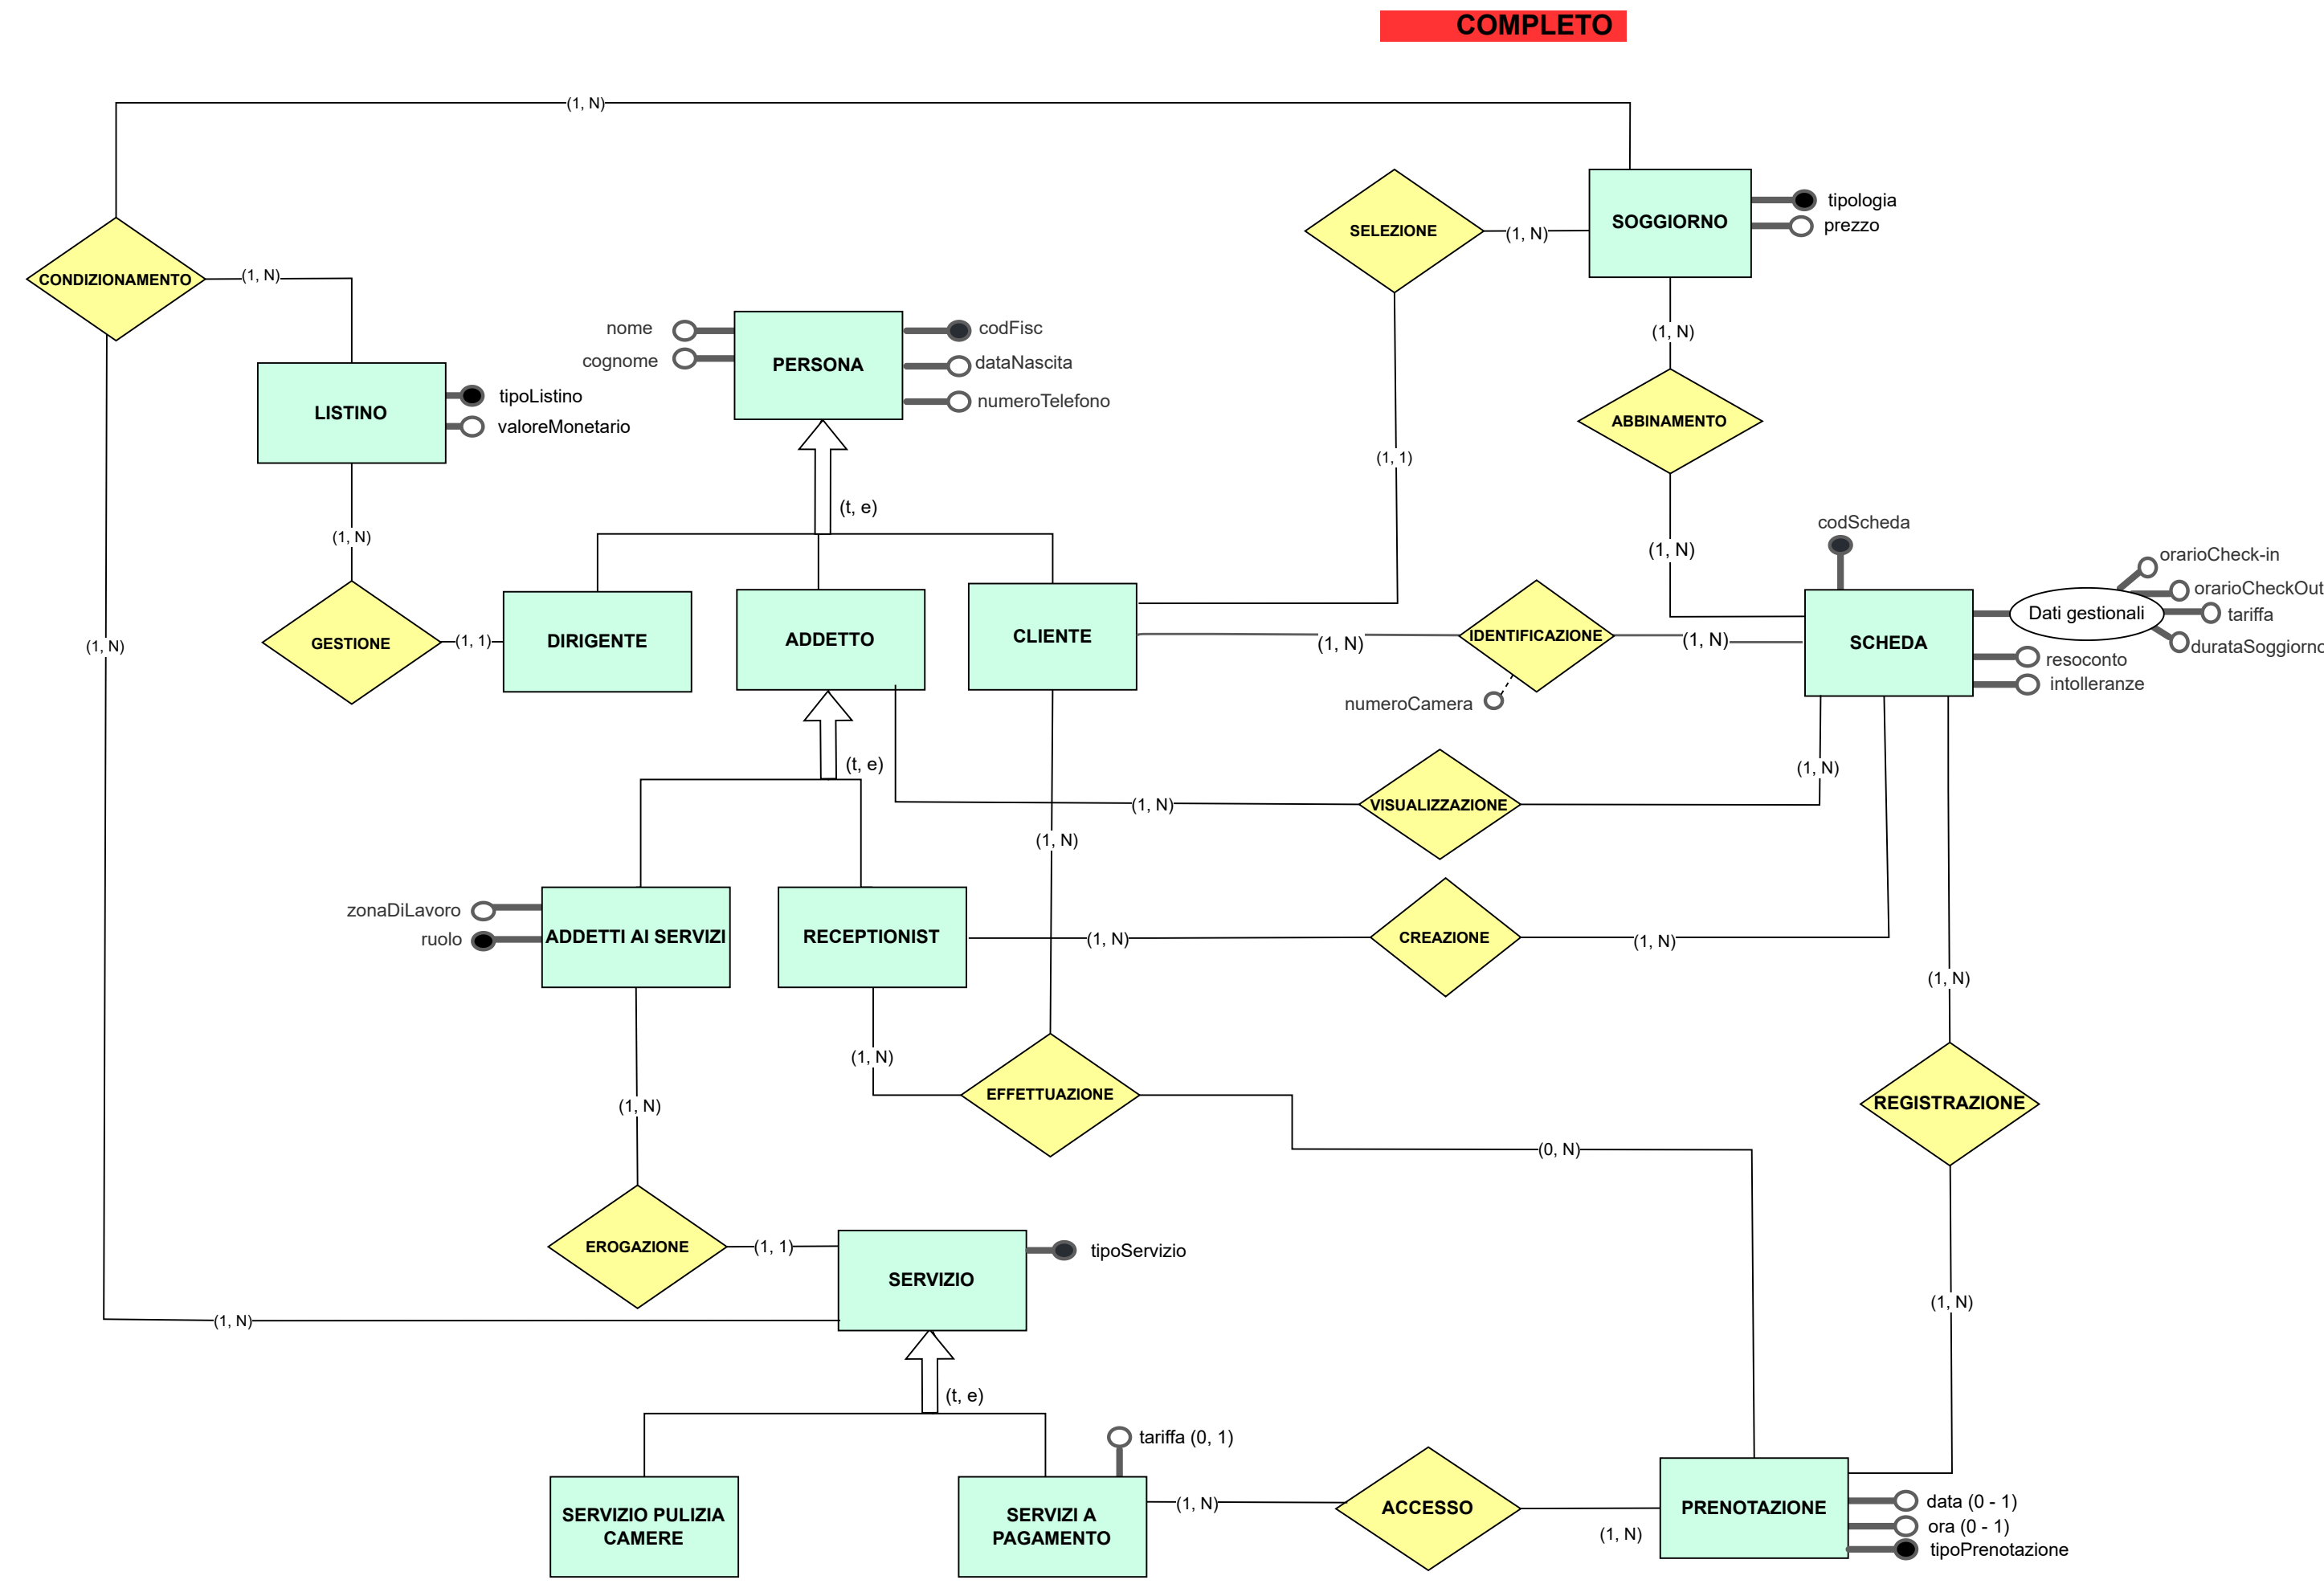 COMPLETO
(1, N)
SELEZIONE
(1, N)
SOGGIORNO
tipologia
prezzo
CONDIZIONAMENTO
(1, N)
nome
cognome
PERSONA
codFisc
dataNascita
numeroTelefono
(1, N)
LISTINO
tipoListino
valoreMonetario
ABBINAMENTO
(1, 1)
(t, e)
(1, N)
(1, N)
codScheda
orarioCheck-in
orarioCheckOut
tariffa
durataSoggiorno
Dati gestionali
resoconto
intolleranze
(1, N)
GESTIONE
(1, 1)
DIRIGENTE
ADDETTO
CLIENTE
(1, N)
IDENTIFICAZIONE
(1, N)
SCHEDA
numeroCamera
(t, e)
(1, N)
VISUALIZZAZIONE
(1, N)
(1, N)
zonaDiLavoro
ruolo
ADDETTI AI SERVIZI
RECEPTIONIST
(1, N)
CREAZIONE
(1, N)
(1, N)
(1, N)
(1, N)
EFFETTUAZIONE
REGISTRAZIONE
(0, N)
EROGAZIONE
(1, 1)
SERVIZIO
tipoServizio
(1, N)
(1, N)
(t, e)
tariffa (0, 1)
SERVIZIO PULIZIA
CAMERE
SERVIZI A
PAGAMENTO
(1, N)
ACCESSO
(1, N)
PRENOTAZIONE
data (0 - 1)
ora (0 - 1)
tipoPrenotazione